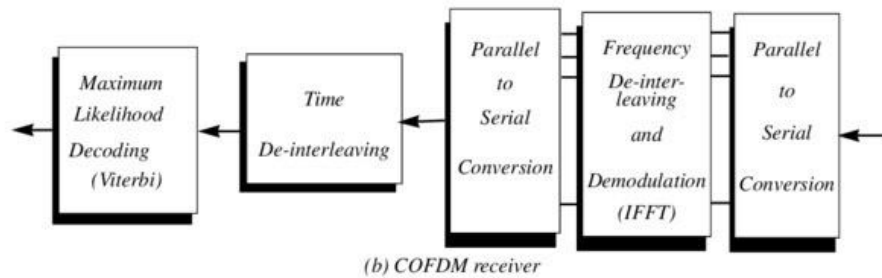 Maximum
Likelihood
Decoding
(Viterbi)
Time
De-interleaving
Parallel
to
Serial
Conversion
Frequency
De-inter-
leaving
and
Demodulation
(IFFT)
Parallel
to
Serial
Conversion
(b) COFDM receiver